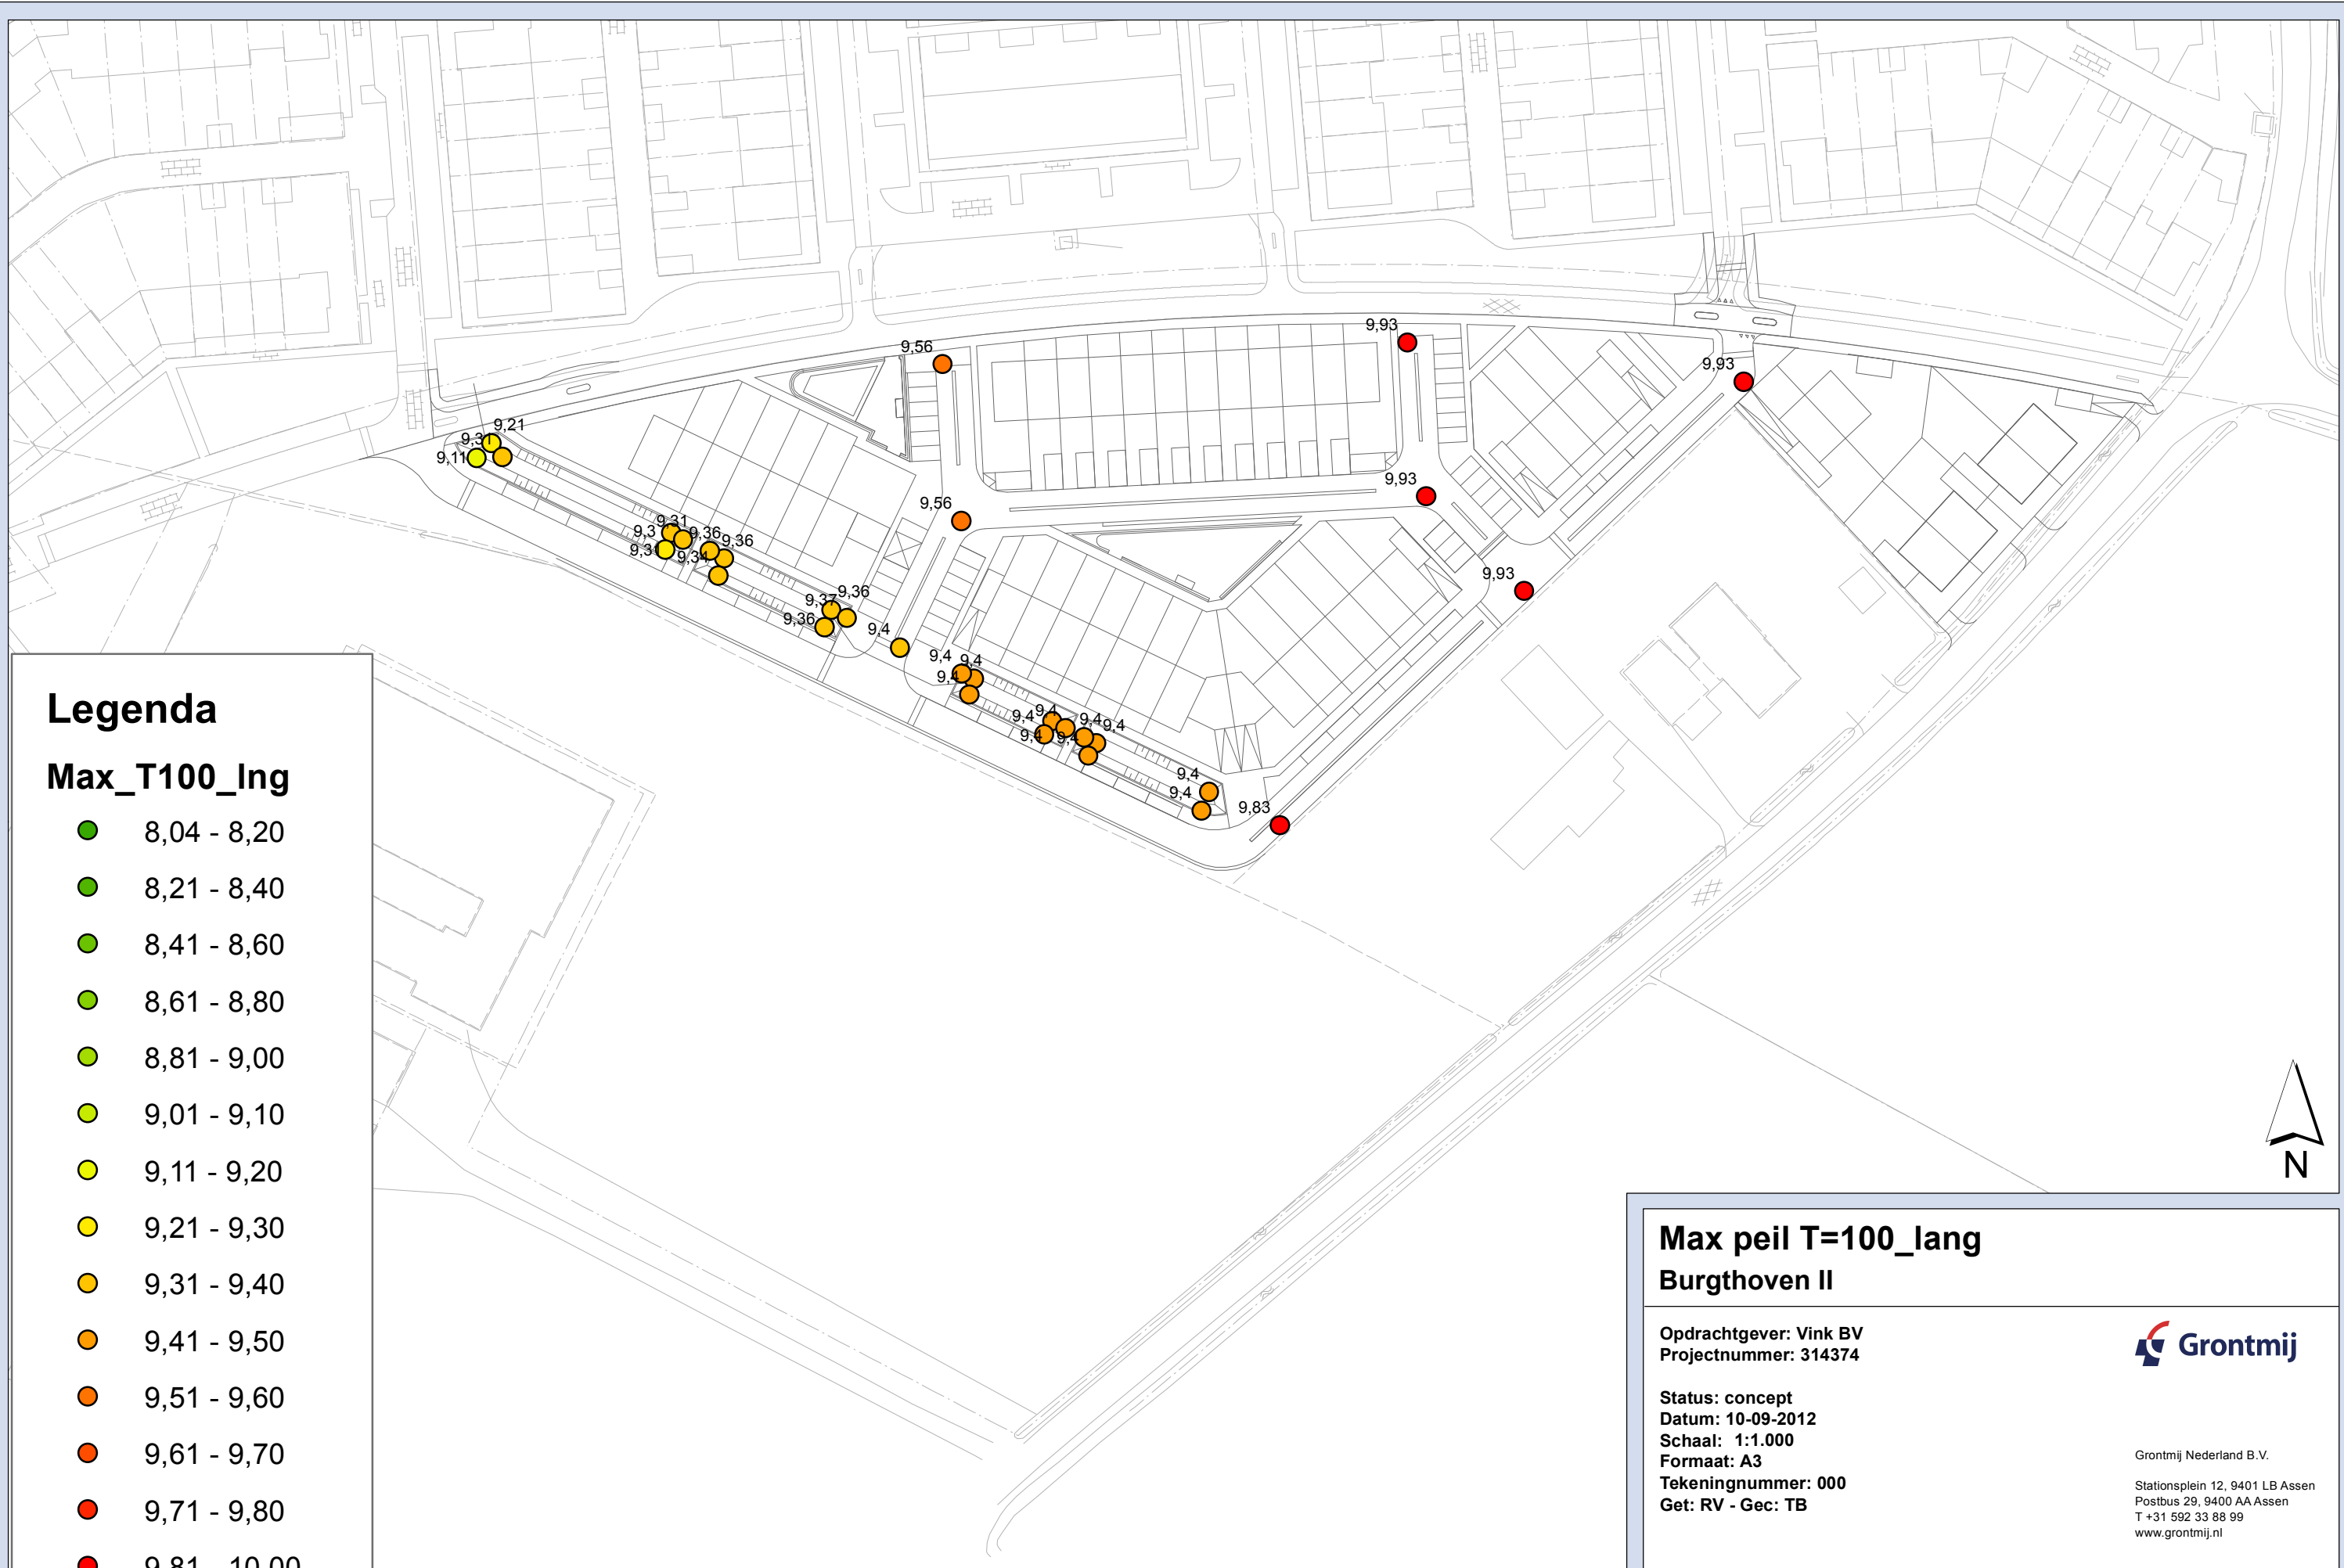 9,93
9,56
9,93
9,21
9,31
9,11
9,93
9,56
9,31
9,3
9,36
9,36
9,31
9,34
9,93
9,36
9,37
9,36
9,4
9,4
9,4
9,4
9,4
9,4
9,4
9,4
9,4
9,4
9,4
9,4
9,83
Legenda
Max_T100_lng
8,04 - 8,20
8,21 - 8,40
8,41 - 8,60
8,61 - 8,80
8,81 - 9,00
9,01 - 9,10
9,11 - 9,20
9,21 - 9,30
9,31 - 9,40
9,41 - 9,50
9,51 - 9,60
9,61 - 9,70
9,71 - 9,80
9,81 - 10,00
N
Max peil T=100_lang
Burgthoven II
Opdrachtgever: Vink BV
Projectnummer: 314374
Grontmij
Status: concept
Datum: 10-09-2012
Schaal: 1:1.000
Formaat: A3
Tekeningnummer: 000
Get: RV - Gec: TB
Grontmij Nederland B.V.
Stationsplein 12, 9401 LB Assen
Postbus 29, 9400 AA Assen
T +31 592 33 88 99
www.grontmij.nl